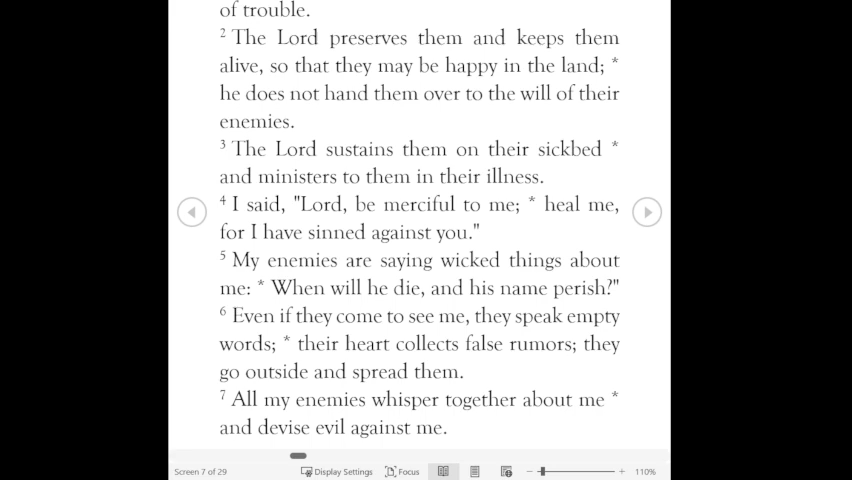 of trouble.
2 The Lord preserves them and keeps them
alive, so that they may be happy in the land; *
he does not hand them over to the will of their
enemies.
3 The Lord sustains them on their sickbed *
and ministers to them in their illness.
4 I said, "Lord, be merciful to me; * heal me,
for I have sinned against you."
5 My enemies are saying wicked things about
me: * When will he die, and his name perish?"
6 Even if they come to see me, they speak empty
words; * their heart collects false rumors; they
go outside and spread them.
7 All my enemies whisper together about me *
and devise evil against me.
Screen 7 of 29 Display Settings Focus − + 110%